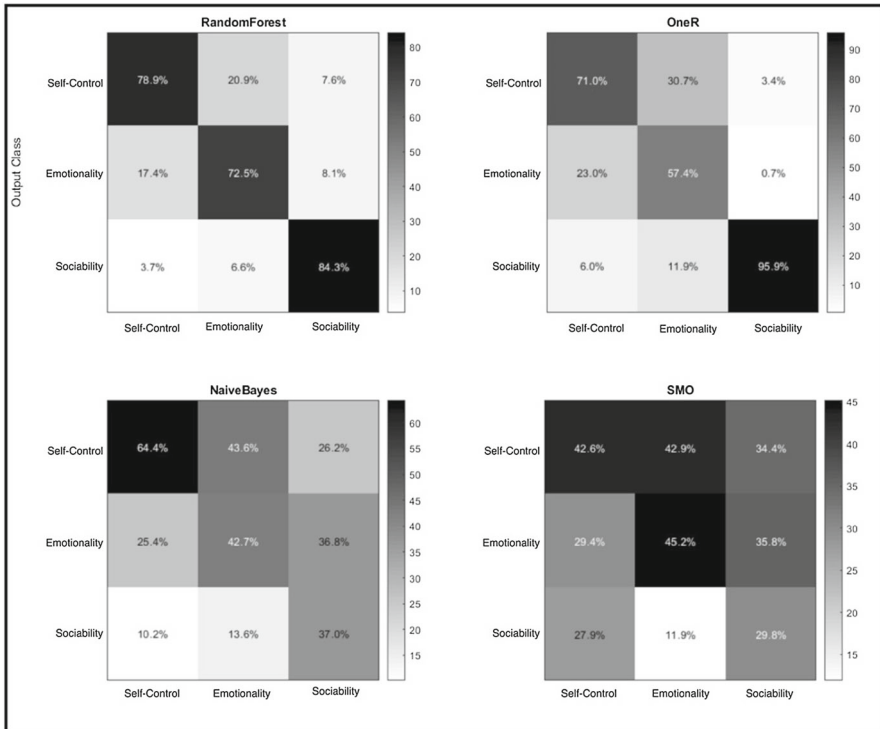 RandomForest
Output Class
Self-Control
78.9% 20.9% 7.6%
Emotionality
17.4% 72.5% 8.1%
Sociability
3.7% 6.6% 84.3%
Self-Control Emotionality Sociability
80
70
60
50
40
30
20
10
OneR
Self-Control
71.0% 30.7% 3.4%
Emotionality
23.0% 57.4% 0.7%
Sociability
6.0% 11.9% 95.9%
Self-Control Emotionality Sociability
90
80
70
60
50
40
30
20
10
NaiveBayes
Self-Control
64.4% 43.6% 26.2%
Emotionality
25.4% 42.7% 36.8%
Sociability
10.2% 13.6% 37.0%
Self-Control Emotionality Sociability
60
55
50
45
40
35
30
25
20
15
SMO
Self-Control
42.6% 42.9% 34.4%
Emotionality
29.4% 45.2% 35.8%
Sociability
27.9% 11.9% 29.8%
Self-Control Emotionality Sociability
45
40
35
30
25
20
15